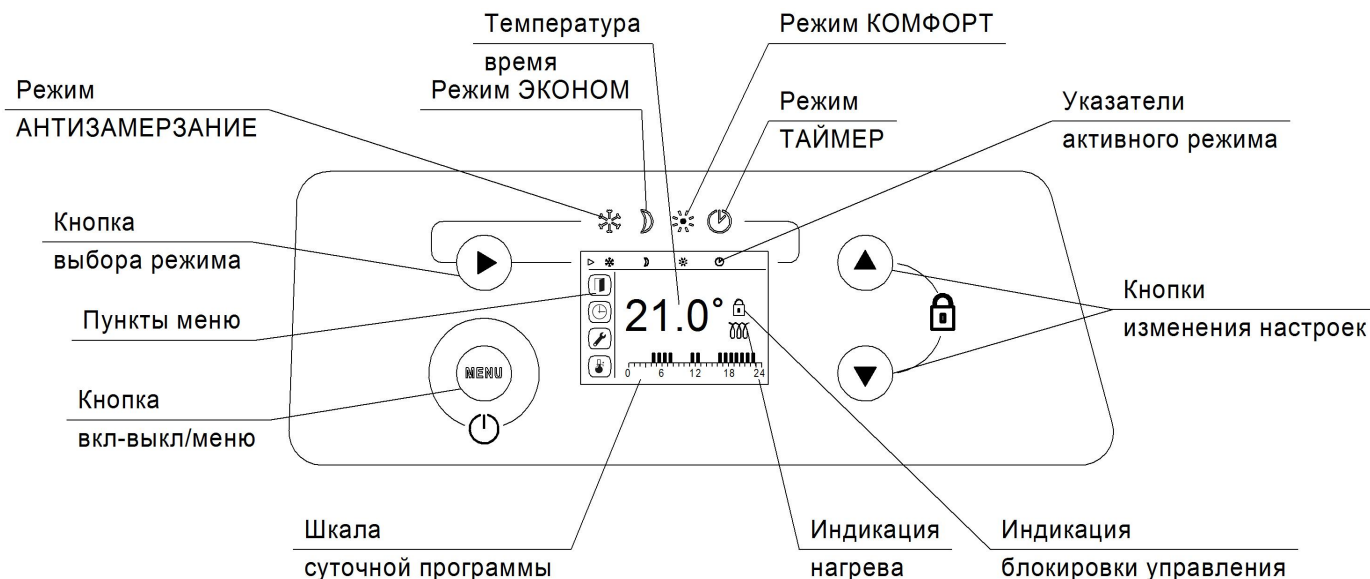 Температура
время
Режим КОМФОРТ
Режим ЭКОНОМ
Режим
АНТИЗАМЕРЗАНИЕ
Режим
ТАЙМЕР
Указатели
активного режима
Кнопка
выбора режима
Пункты меню
Кнопка
вкл-выкл/меню
MENU
21.0°
0 6 12 18 24
Кнопки
изменения настроек
Шкала
суточной программы
Индикация
нагрева
Индикация
блокировки управления